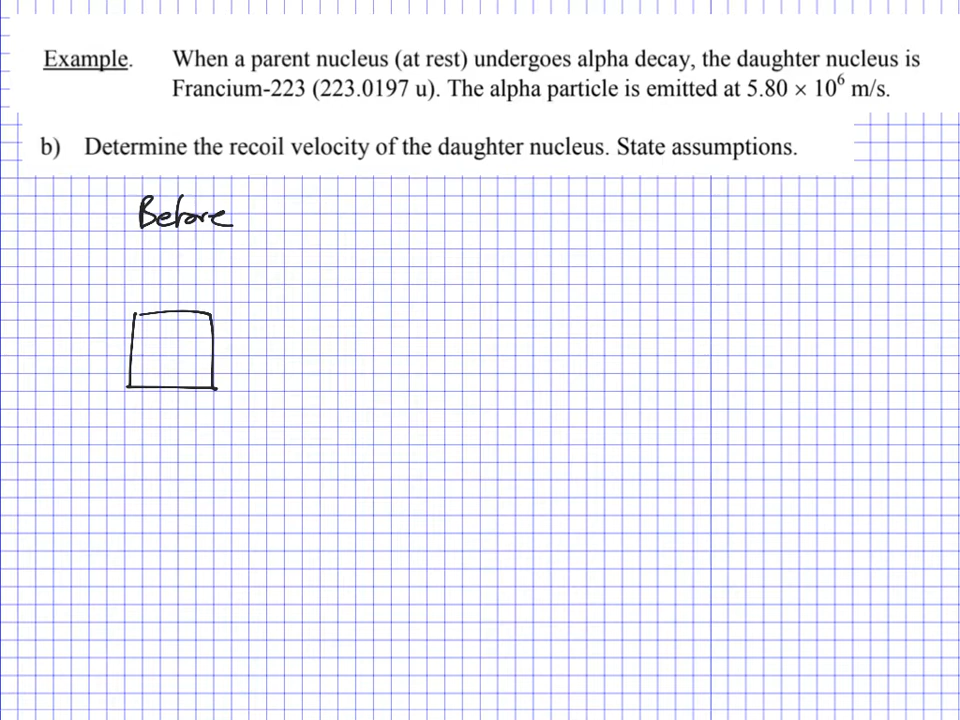 Example. When a parent nucleus (at rest) undergoes alpha decay, the daughter nucleus is
Francium-223 (223.0197 u). The alpha particle is emitted at 5.80 × 10⁶ m/s.
b) Determine the recoil velocity of the daughter nucleus. State assumptions.
Before